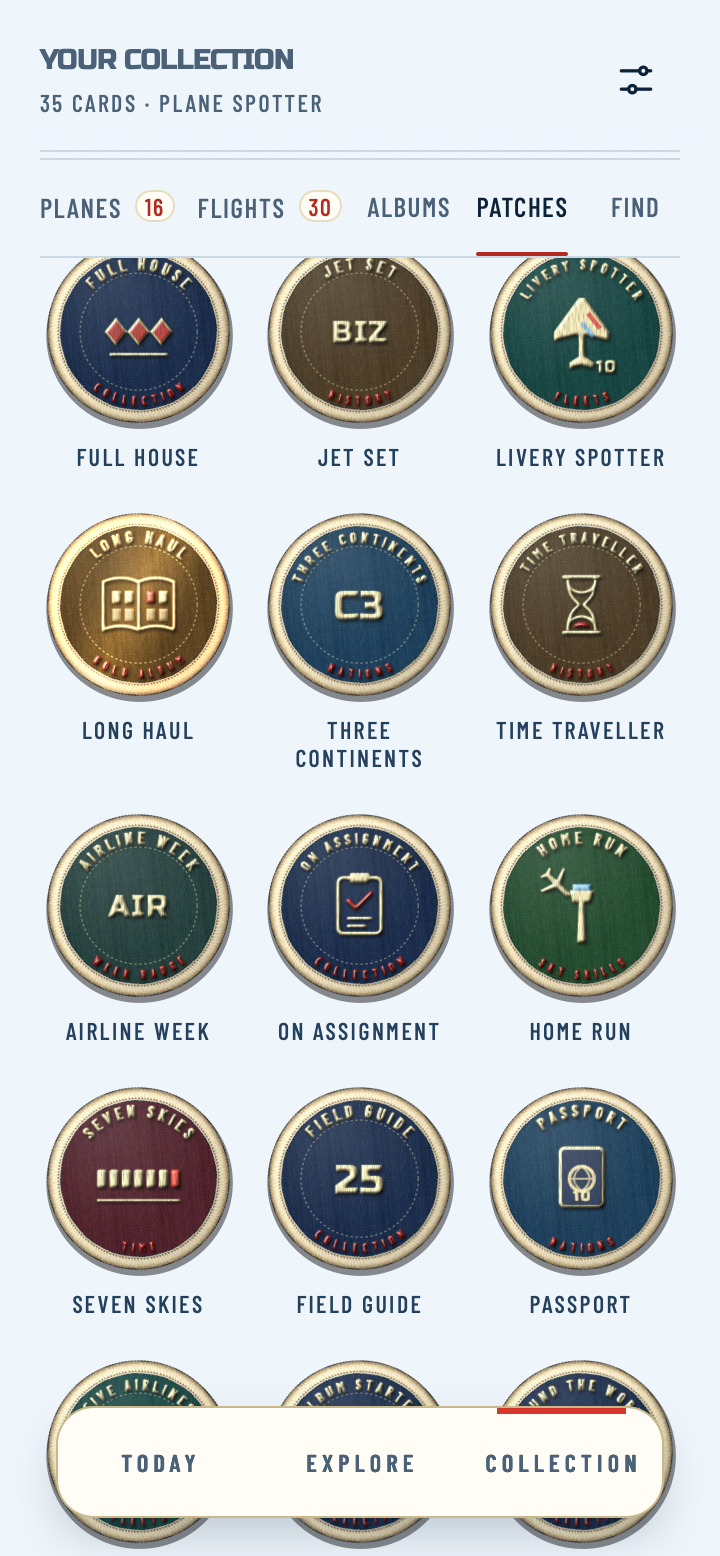 YOUR COLLECTION
35 CARDS · PLANE SPOTTER
PLANES 16 FLIGHTS 30 ALBUMS PATCHES FIND
FULL HOUSE
COLLECTION
JET SET
BIZ
HISTORY
LIVERY SPOTTER
10
FLEETS
FULL HOUSE
JET SET
LIVERY SPOTTER
LONG HAUL
GOLD ALBUM
THREE CONTINENTS
C3
NATIONS
TIME TRAVELLER
HISTORY
LONG HAUL
THREE
CONTINENTS
TIME TRAVELLER
AIRLINE WEEK
AIR
WEEK BADGE
ON ASSIGNMENT
COLLECTION
HOME RUN
SKY SKILLS
AIRLINE WEEK
ON ASSIGNMENT
HOME RUN
SEVEN SKIES
TIME
FIELD GUIDE
25
COLLECTION
PASSPORT
10
NATIONS
SEVEN SKIES
FIELD GUIDE
PASSPORT
TODAY
EXPLORE
COLLECTION